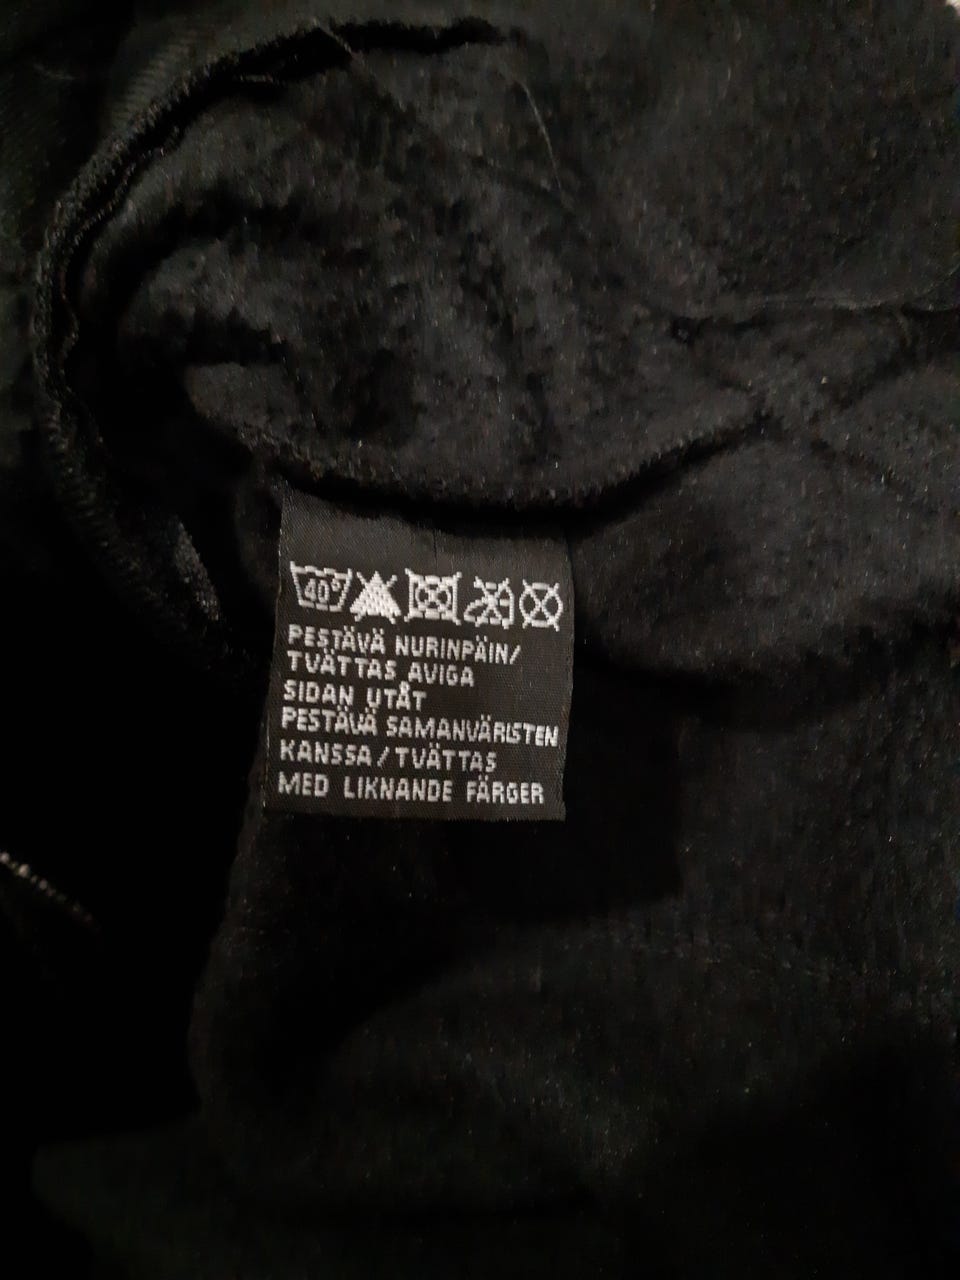 40°
PESTÄVÄ NURINPÄIN/
TVÄTTAS AVIGA
SIDAN UTÅT
PESTÄVÄ SAMANVÄRISTEN
KANSSA/TVÄTTAS
MED LIKNANDE FÄRGER